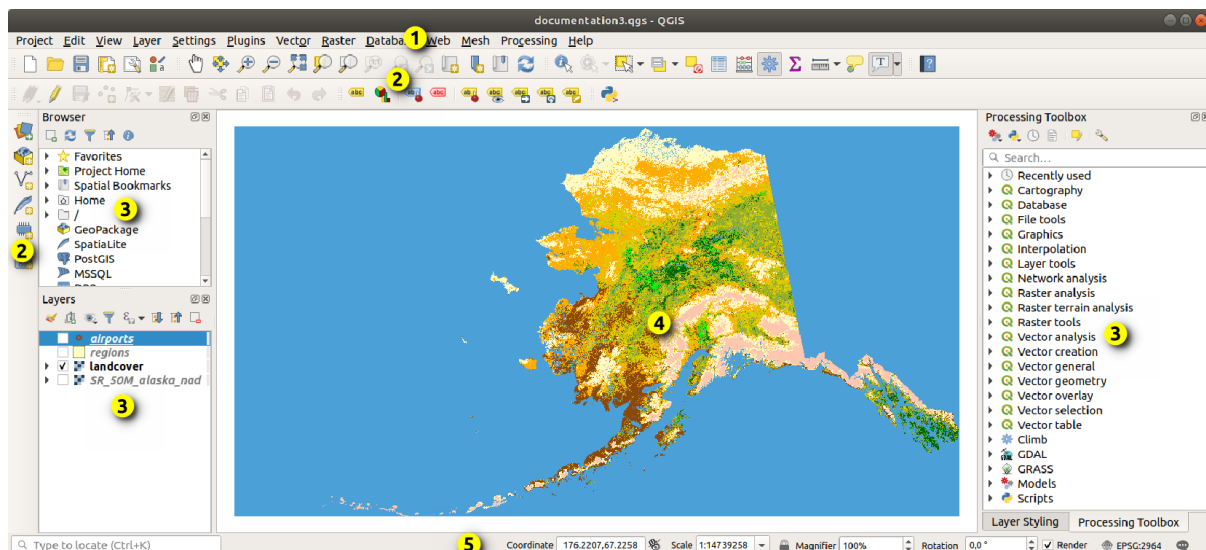 documentation3.qgs - QGIS
Project Edit View Layer Settings Plugins Vector Raster Database Web Mesh Processing Help
1
2
Browser
Favorites
Project Home
Spatial Bookmarks
Home
/
GeoPackage
SpatiaLite
PostGIS
MSSQL
3
2
Layers
airports
regions
landcover
SR_50M_alaska_nad
3
4
Processing Toolbox
Search...
Recently used
Cartography
Database
File tools
Graphics
Interpolation
Layer tools
Network analysis
Raster analysis
Raster terrain analysis
Raster tools
Vector analysis
Vector creation
Vector general
Vector geometry
Vector overlay
Vector selection
Vector table
Climb
GDAL
GRASS
Models
Scripts
3
Layer Styling Processing Toolbox
Type to locate (Ctrl+K) 5 Coordinate 176.2207,67.2258 Scale 1:14739258 Magnifier 100% Rotation 0,0 ° Render EPSG:2964